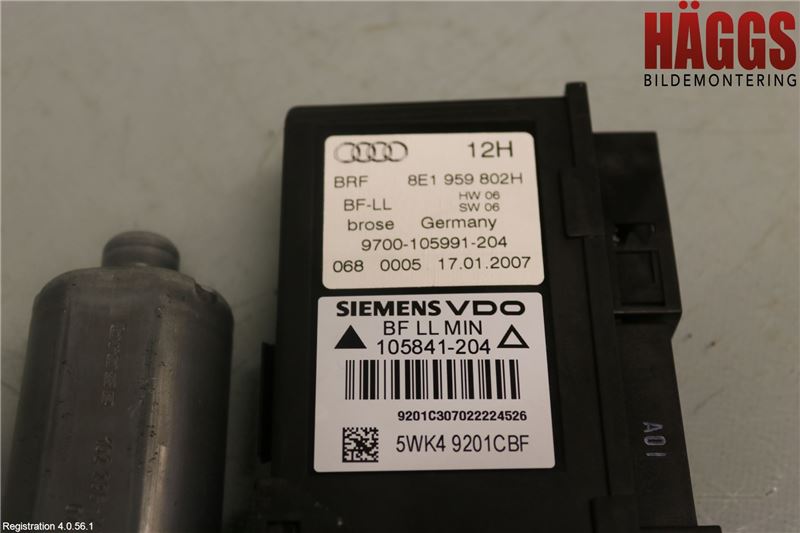 HÄGGS
BILDEMONTERING
12H
BRF 8E1 959 802H
BF-LL HW 06
SW 06
brose Germany
9700-105991-204
068 0005 17.01.2007
SIEMENS VDO
BF LL MIN
105841-204
9201C307022224526
5WK4 9201CBF
A01
Registration 4.0.56.1